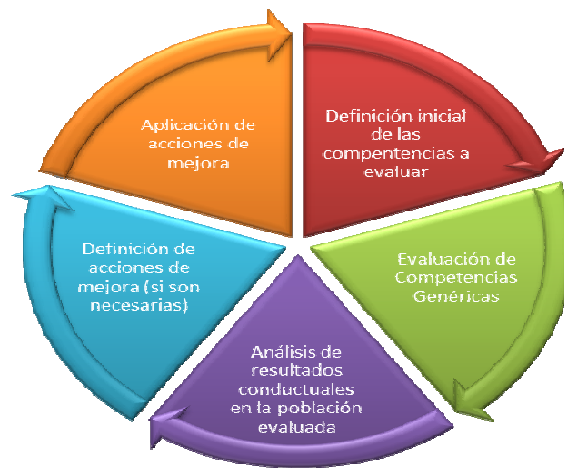 Definición inicial
de las
compentencias a
evaluar
Evaluación de
Competencias
Genéricas
Análisis de
resultados
conductuales
en la población
evaluada
Definición de
acciones de
mejora (si son
necesarias)
Aplicación de
acciones de
mejora